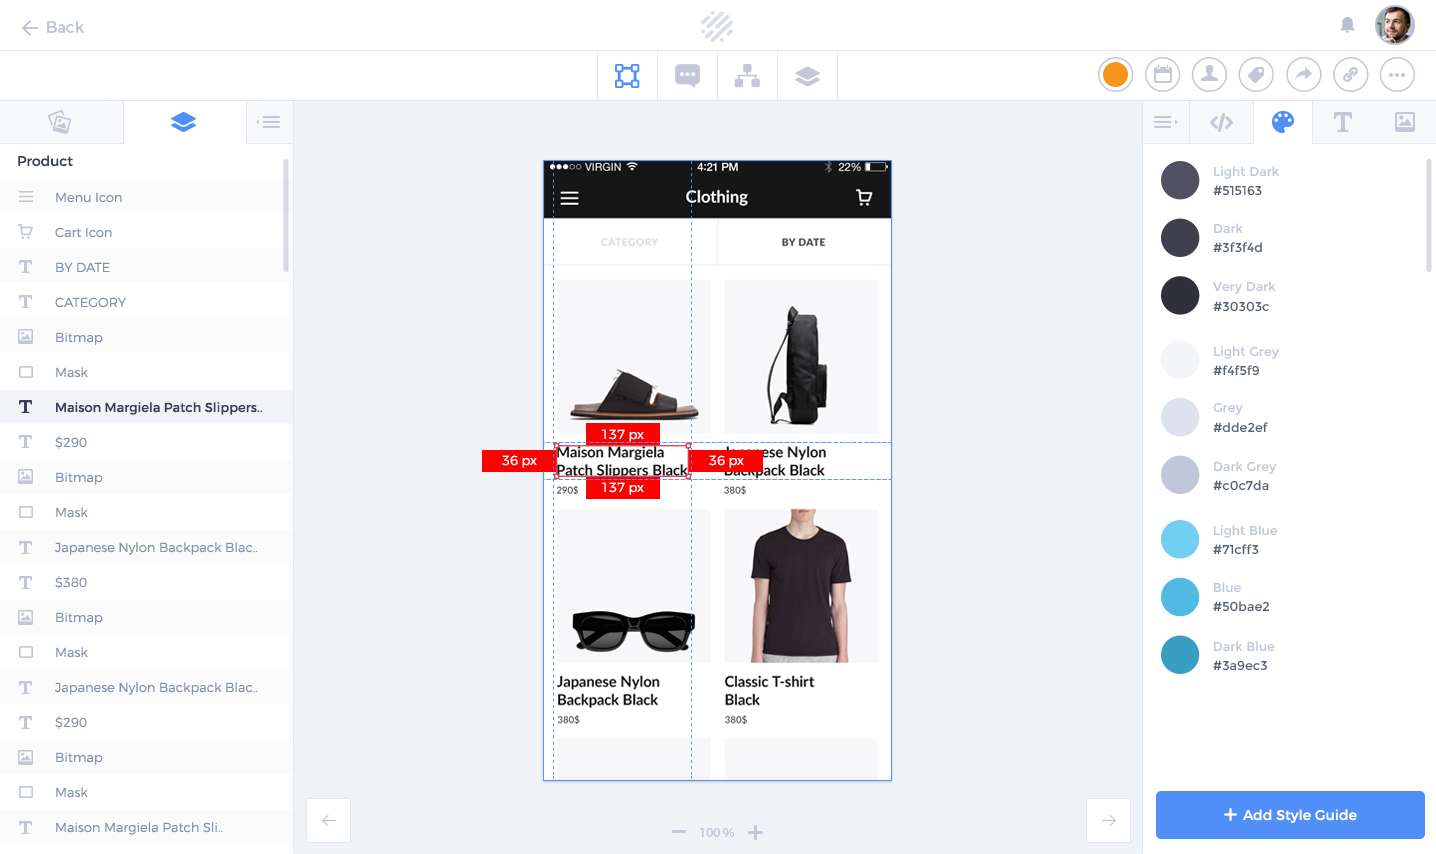 Back
Product
Menu Icon
Cart Icon
BY DATE
CATEGORY
Bitmap
Mask
Maison Margiela Patch Slippers..
$290
Bitmap
Mask
Japanese Nylon Backpack Blac..
$380
Bitmap
Mask
Japanese Nylon Backpack Blac..
$290
Bitmap
Mask
Maison Margiela Patch Sli..
VIRGIN 4:21 PM 22%
Clothing
CATEGORY BY DATE
137 px
Maison Margiela
Patch Slippers Black
36 px
36 px
137 px
290$
Nylon
Backpack Black
380$
Japanese Nylon
Backpack Black
380$
Classic T-shirt
Black
380$
100 %
Light Dark
#515163
Dark
#3f3f4d
Very Dark
#30303c
Light Grey
#f4f5f9
Grey
#dde2ef
Dark Grey
#c0c7da
Light Blue
#71cff3
Blue
#50bae2
Dark Blue
#3a9ec3
+ Add Style Guide